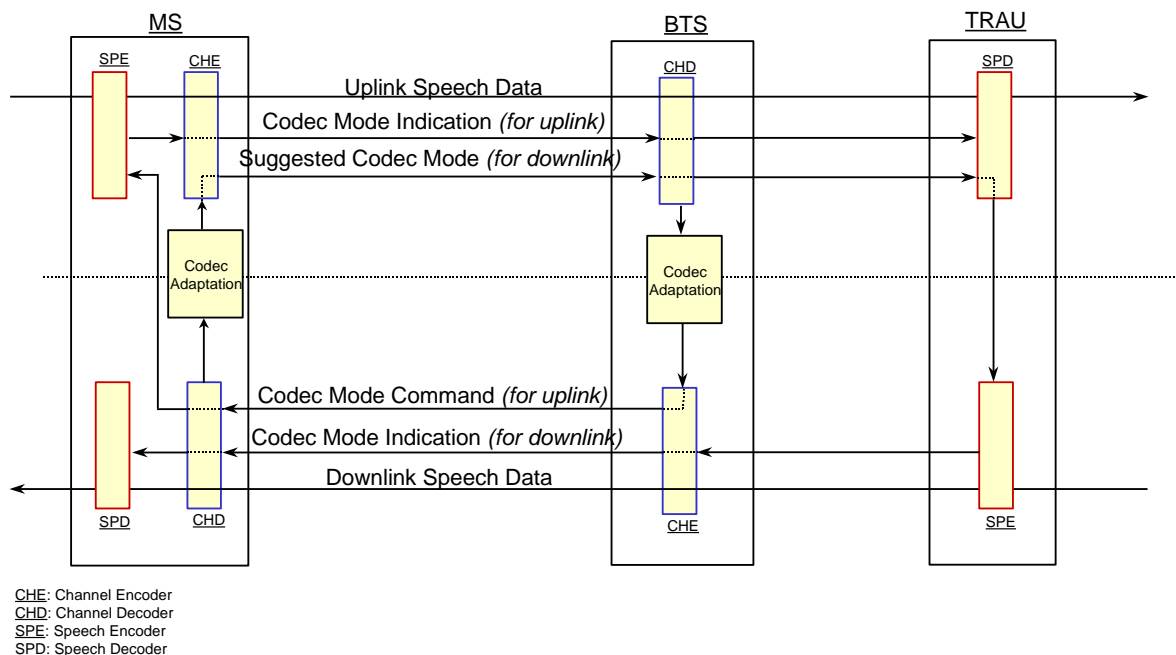 MS
BTS
TRAU
SPE
CHE
CHD
SPD
Uplink Speech Data
Codec Mode Indication (for uplink)
Suggested Codec Mode (for downlink)
Codec
Adaptation
Codec
Adaptation
Codec Mode Command (for uplink)
Codec Mode Indication (for downlink)
Downlink Speech Data
SPD
CHD
CHE
SPE
CHE: Channel Encoder
CHD: Channel Decoder
SPE: Speech Encoder
SPD: Speech Decoder